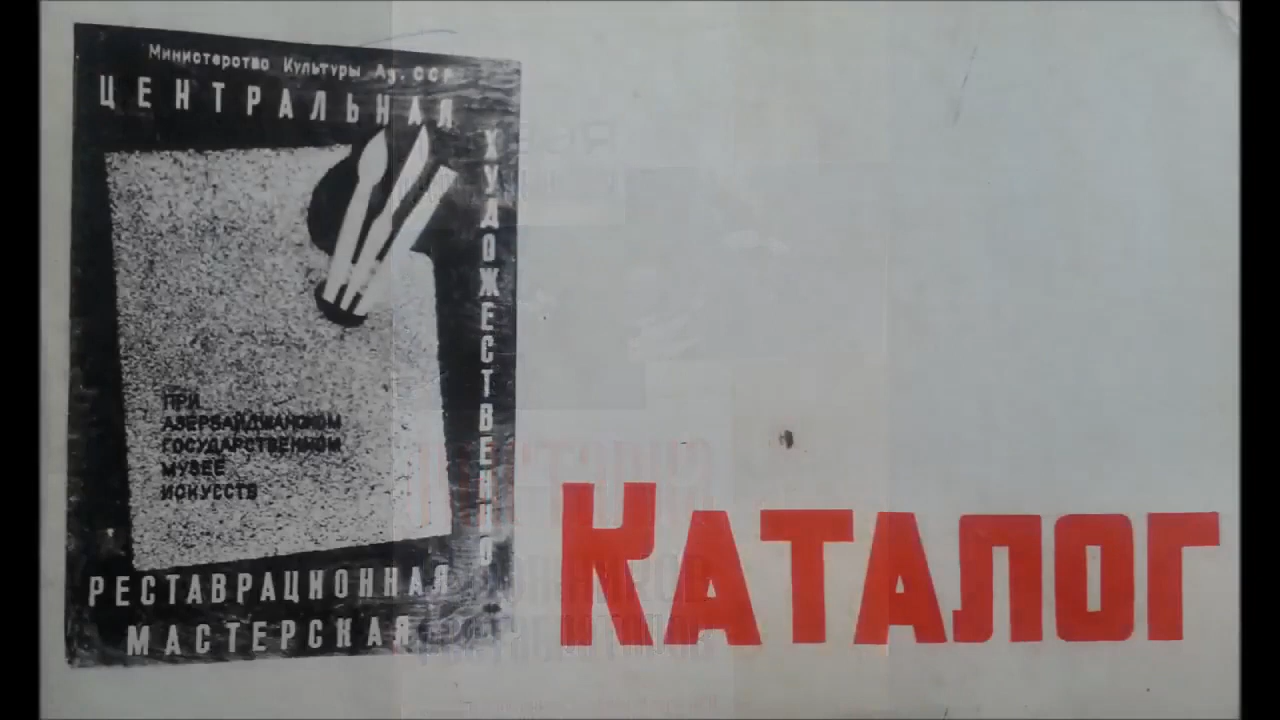 Министерство Культуры Аз. ССР
ЦЕНТРАЛЬНАЯ
ХУДОЖЕСТВЕННО
ПРИ
АЗЕРБАЙДЖАНСКОМ
ГОСУДАРСТВЕННОМ
МУЗЕЕ
ИСКУССТВ
РЕСТАВРАЦИОННАЯ
МАСТЕРСКАЯ
КАТАЛОГ